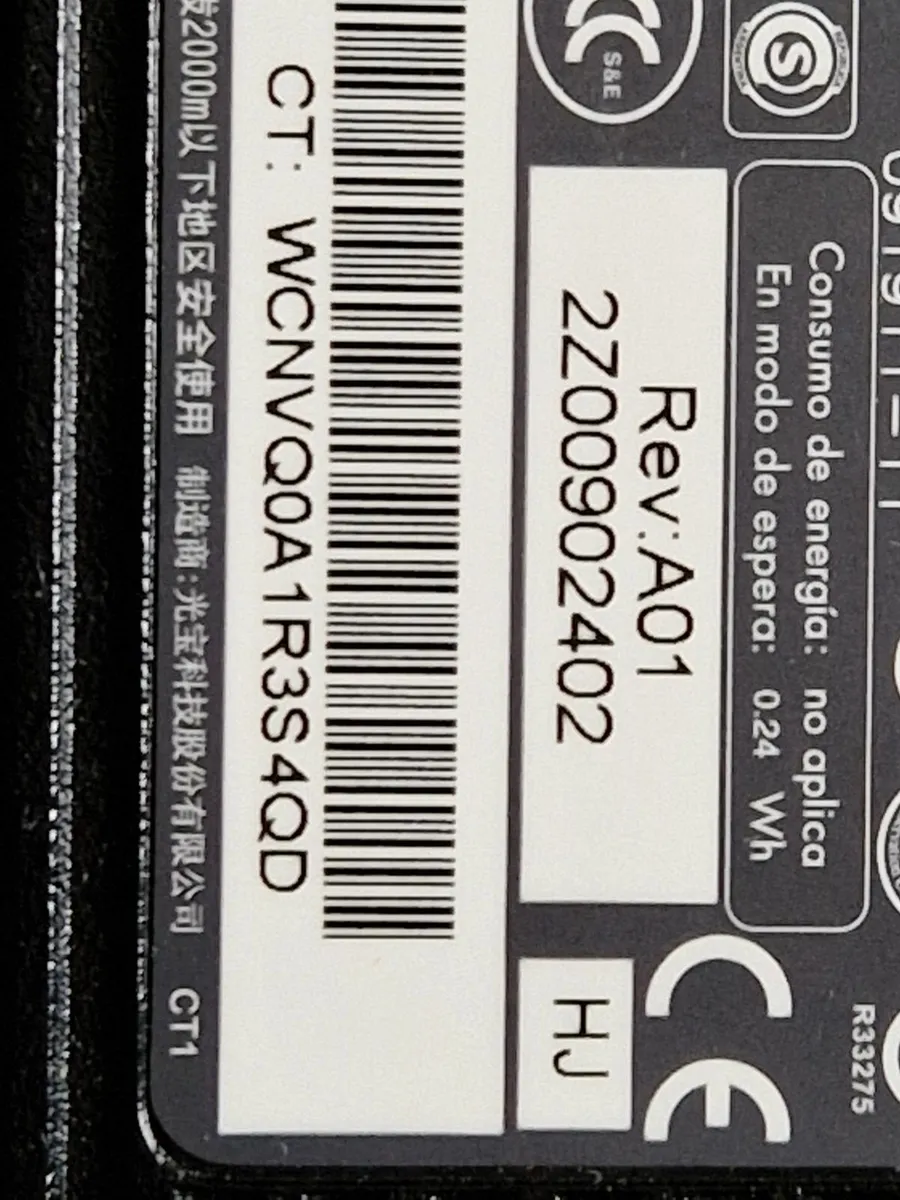 S&E
Consumo de energía: no aplica
En modo de espera: 0.24 Wh
R33275
Rev:A01
2Z00902402
HJ
CT: WCNVQ0A1R3S4QD
2000m以下地区安全使用 制造商:光宝科技股份有限公司 CT1